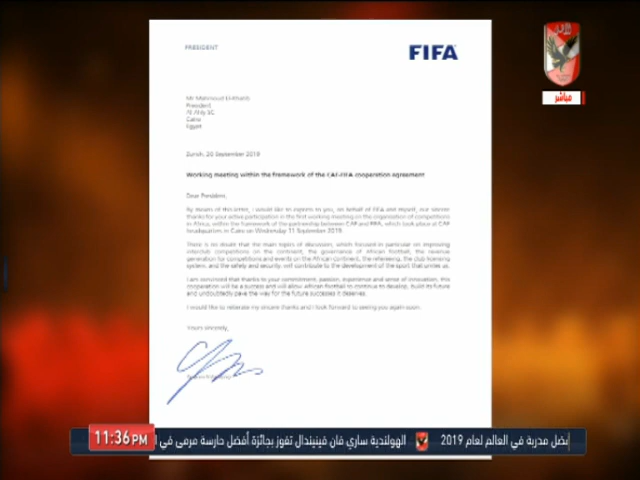 PRESIDENT
FIFA
مباشر
Mr Mahmoud El-Khatib
President
Al Ahly SC
Cairo
Egypt
Zurich, 20 September 2019
Working meeting within the framework of the CAF-FIFA cooperation agreement
Dear President,
By means of this letter, I would like to express to you, on behalf of FIFA and myself, our sincere
thanks for your active participation in the first working meeting on the organisation of competitions
in Africa, within the framework of the partnership between CAF and FIFA, which took place at CAF
headquarters in Cairo on Wednesday 11 September 2019.
There is no doubt that the main topics of discussion, which focused in particular on improving
interclub competitions on the continent, the governance of African football, the revenue
generation for competitions and events on the African Continent, the refereeing, the club licensing
system, and the safety and security, will contribute to the development of the sport that unites us.
I am convinced that thanks to your commitment, passion, experience and sense of innovation, this
cooperation will be a success and will allow African football to continue to develop, build its future
and undoubtedly pave the way for the future successes it deserves.
I would like to reiterate my sincere thanks and I look forward to seeing you again soon.
Yours sincerely,
11:36 PM
ضل مدربة في العالم لعام 2019 الهولندية ساري فان فينيندال تفوز بجائزة أفضل حارسة مرمى في ا